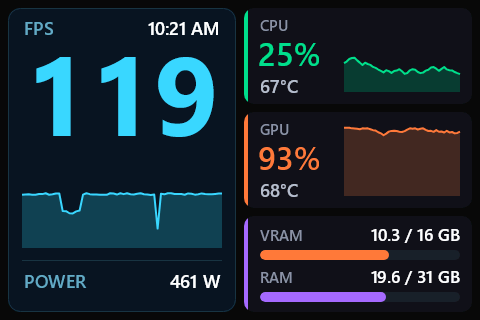 FPS 10:21 AM
119
POWER 461 W
CPU
25%
67°C
GPU
93%
68°C
VRAM 10.3 / 16 GB
RAM 19.6 / 31 GB